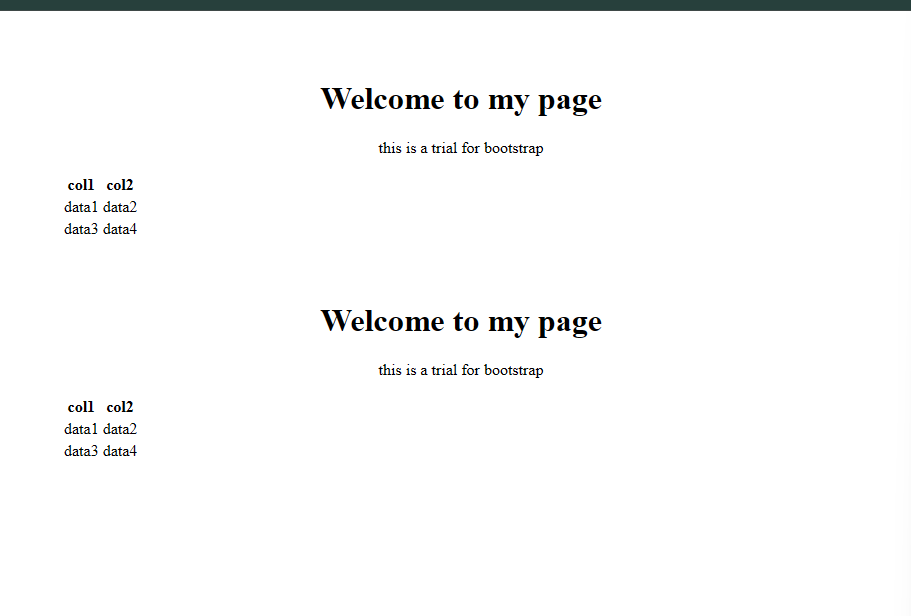 Welcome to my page
this is a trial for bootstrap
col1 col2
data1 data2
data3 data4
Welcome to my page
this is a trial for bootstrap
col1 col2
data1 data2
data3 data4